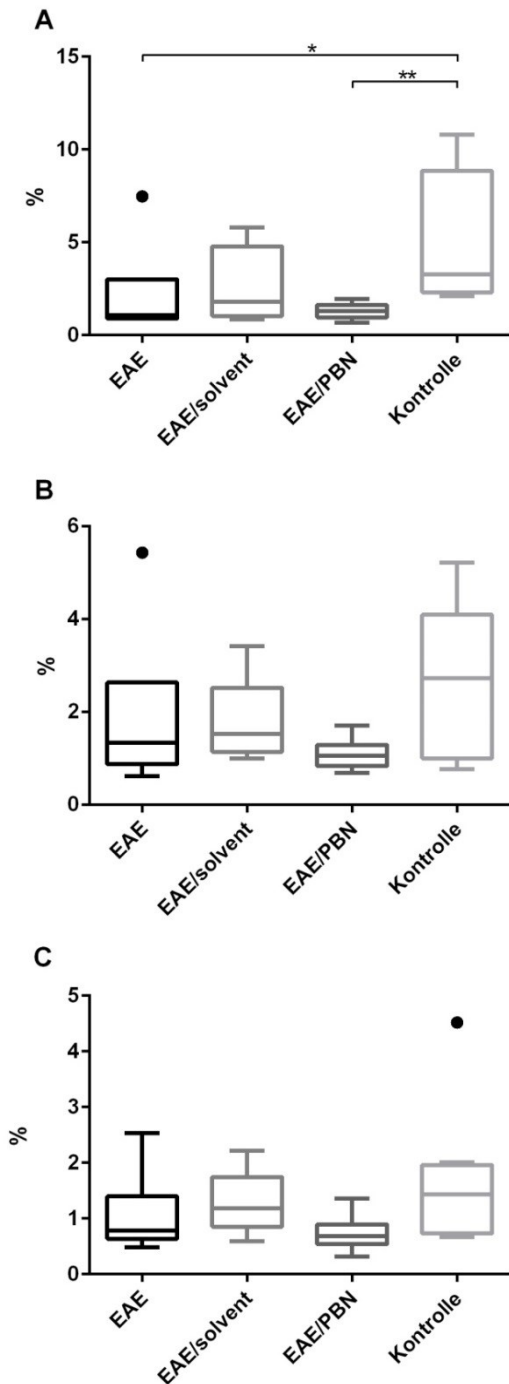 A
*
**
15
10
5
0
%
EAE
EAE/solvent
EAE/PBN
Kontrolle
B
6
4
2
0
%
EAE
EAE/solvent
EAE/PBN
Kontrolle
C
5
4
3
2
1
0
%
EAE
EAE/solvent
EAE/PBN
Kontrolle